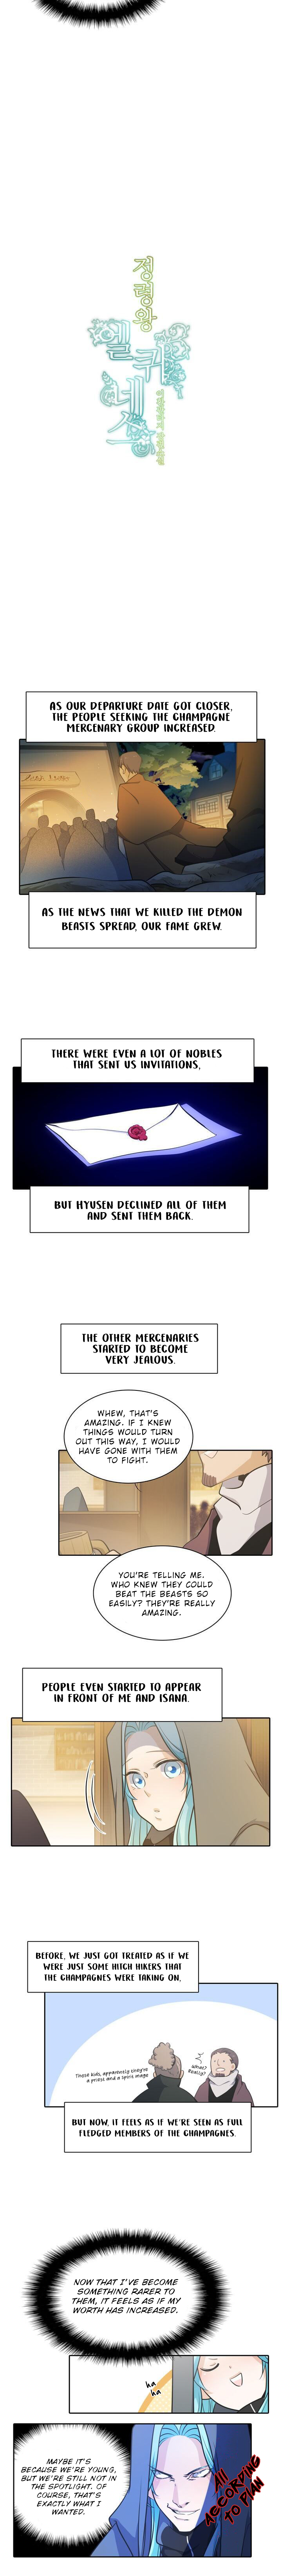 정령왕
엘퀴
네스
AS OUR DEPARTURE DATE GOT CLOSER,
THE PEOPLE SEEKING THE CHAMPAGNE
MERCENARY GROUP INCREASED.
AS THE NEWS THAT WE KILLED THE DEMON
BEASTS SPREAD, OUR FAME GREW.
THERE WERE EVEN A LOT OF NOBLES
THAT SENT US INVITATIONS,
BUT HYUSEN DECLINED ALL OF THEM
AND SENT THEM BACK.
THE OTHER MERCENARIES
STARTED TO BECOME
VERY JEALOUS.
WHEW, THAT'S
AMAZING. IF I KNEW
THINGS WOULD TURN
OUT THIS WAY, I WOULD
HAVE GONE WITH THEM
TO FIGHT.
YOU'RE TELLING ME.
WHO KNEW THEY COULD
BEAT THE BEASTS SO
EASILY? THEY'RE REALLY
AMAZING.
PEOPLE EVEN STARTED TO APPEAR
IN FRONT OF ME AND ISANA.
BEFORE, WE JUST GOT TREATED AS IF WE
WERE JUST SOME HITCH HIKERS THAT
THE CHAMPAGNES WERE TAKING ON,
These kids, apparently they're
a priest and a spirit mage
What?
Really?
BUT NOW, IT FEELS AS IF WE'RE SEEN AS FULL
FLEDGED MEMBERS OF THE CHAMPAGNES.
NOW THAT I'VE BECOME
SOMETHING RARER TO
THEM, IT FEELS AS IF MY
WORTH HAS INCREASED.
ha
ha
MAYBE IT'S
BECAUSE WE'RE YOUNG,
BUT WE'RE STILL NOT IN
THE SPOTLIGHT. OF
COURSE, THAT'S
EXACTLY WHAT I
WANTED.
All
ACCORDING
TO PlAN